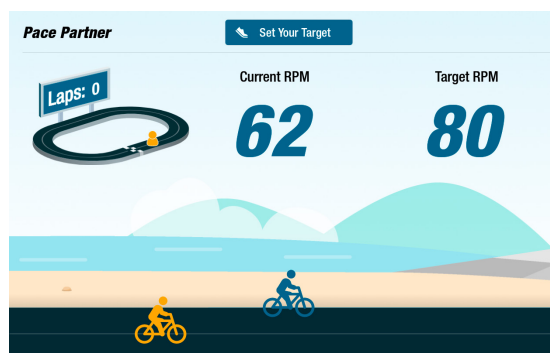 Pace Partner
Set Your Target
Laps: 0
Current RPM
62
Target RPM
80